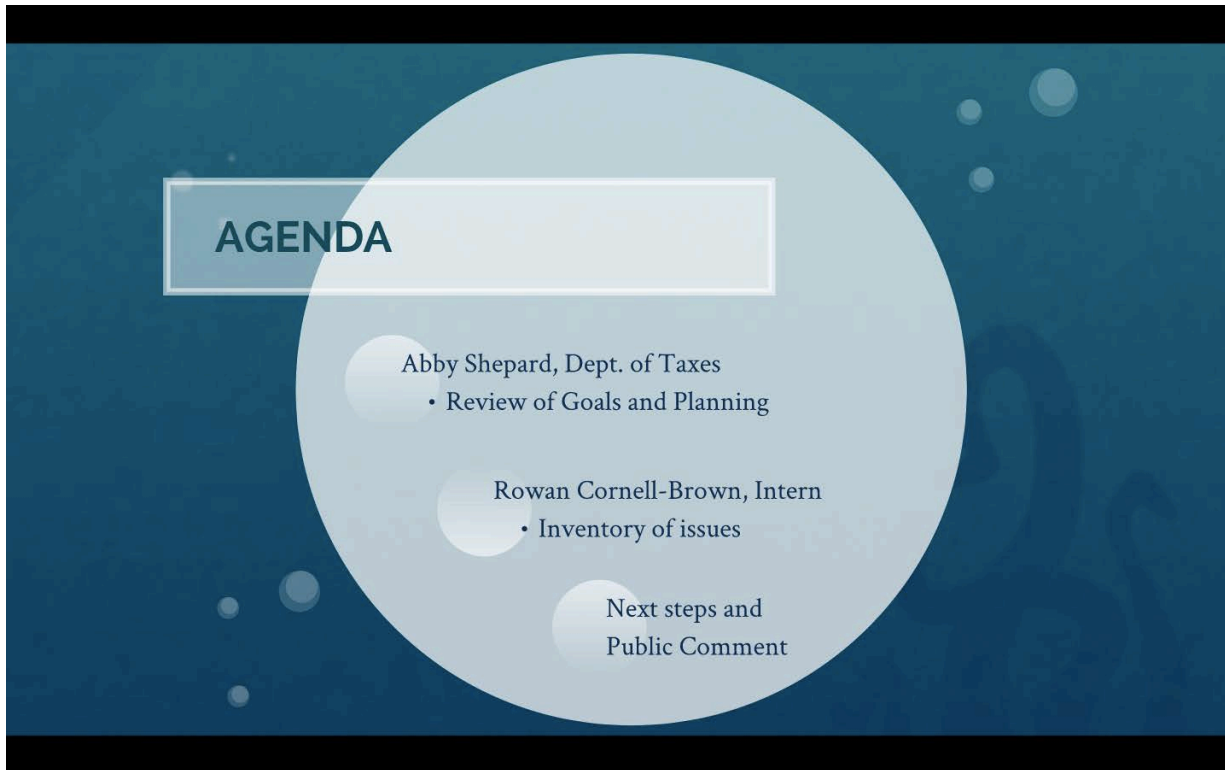 AGENDA
Abby Shepard, Dept. of Taxes
• Review of Goals and Planning
Rowan Cornell-Brown, Intern
• Inventory of issues
Next steps and
Public Comment